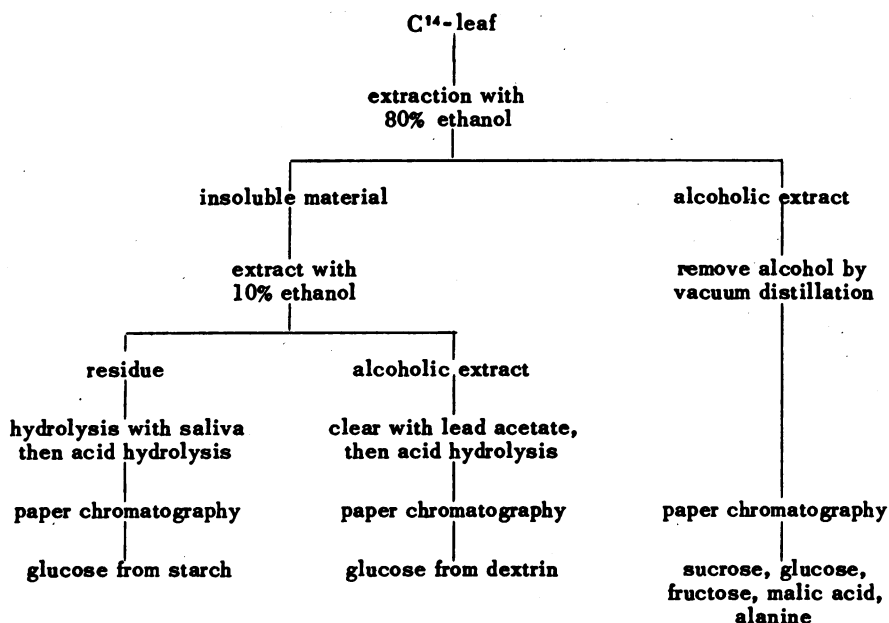 C¹⁴-leaf
extraction with
80% ethanol
insoluble material
alcoholic extract
extract with
10% ethanol
remove alcohol by
vacuum distillation
residue
alcoholic extract
hydrolysis with saliva
then acid hydrolysis
clear with lead acetate,
then acid hydrolysis
paper chromatography
paper chromatography
paper chromatography
glucose from starch
glucose from dextrin
sucrose, glucose,
fructose, malic acid,
alanine